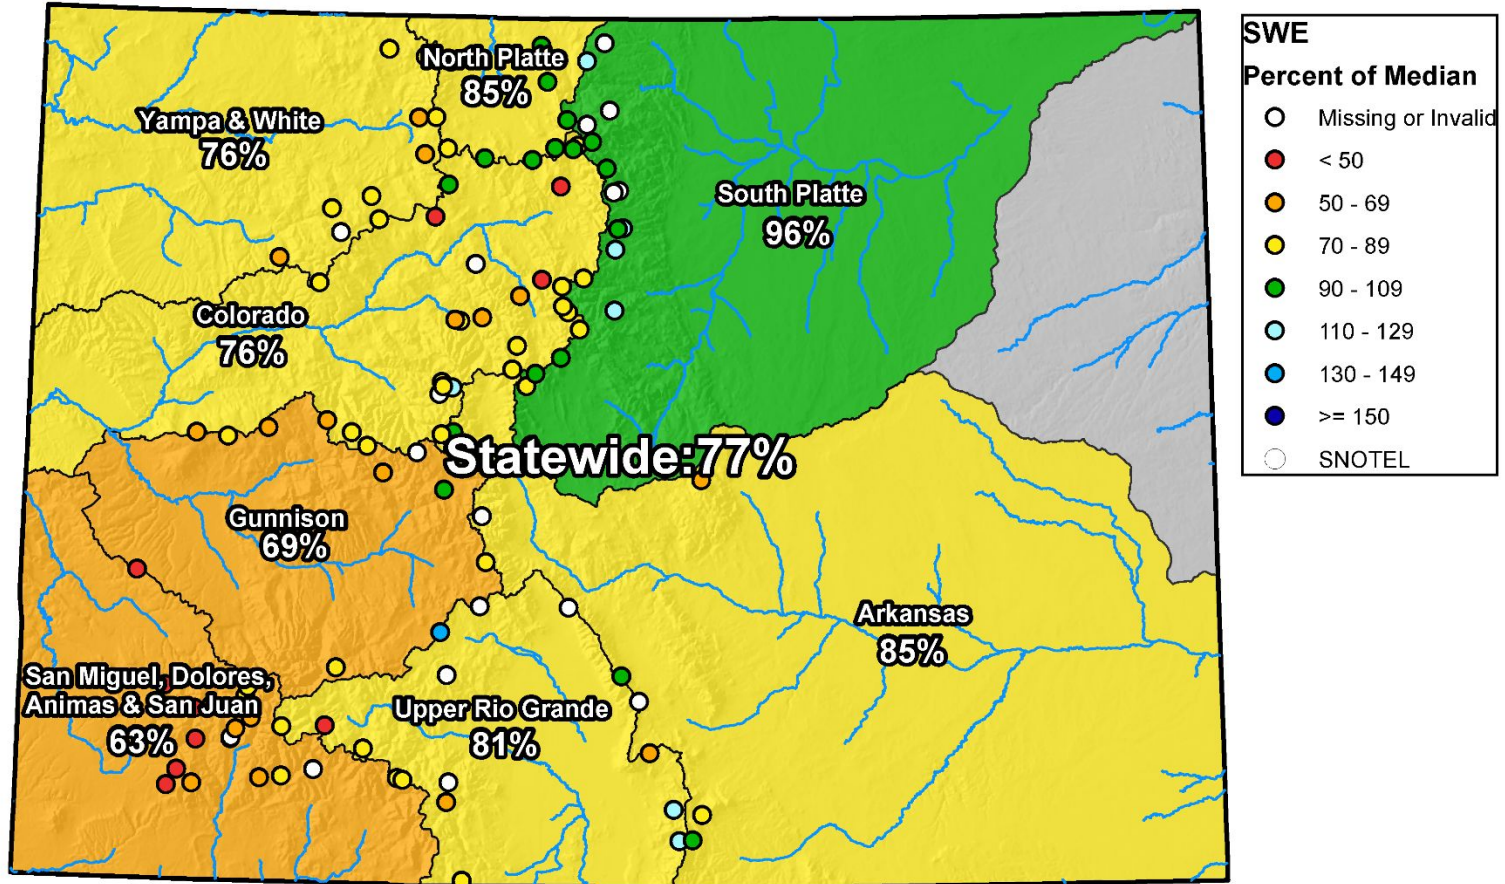 North Platte
85%
Yampa & White
76%
South Platte
96%
Colorado
76%
Statewide:77%
Gunnison
69%
Arkansas
85%
San Miguel, Dolores,
Animas & San Juan
63%
Upper Rio Grande
81%
SWE
Percent of Median
Missing or Invalid
< 50
50 - 69
70 - 89
90 - 109
110 - 129
130 - 149
>= 150
SNOTEL